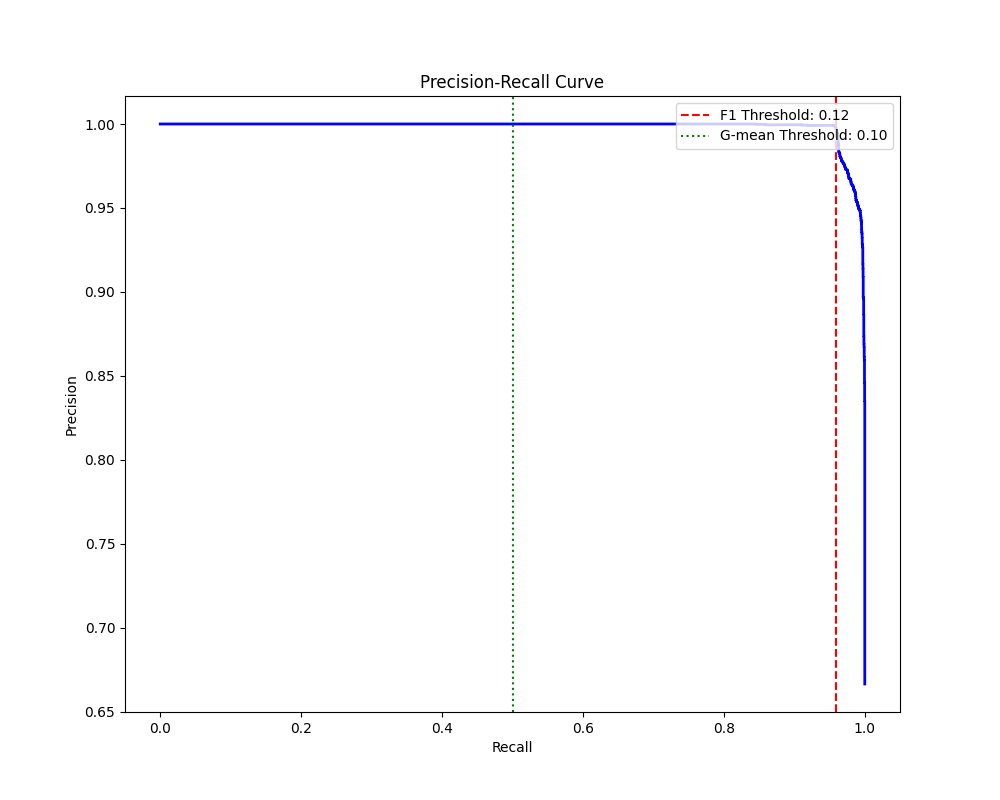 Precision-Recall Curve
F1 Threshold: 0.12
G-mean Threshold: 0.10
1.00
0.95
0.90
0.85
0.80
0.75
0.70
0.65
Precision
0.0 0.2 0.4 0.6 0.8 1.0
Recall